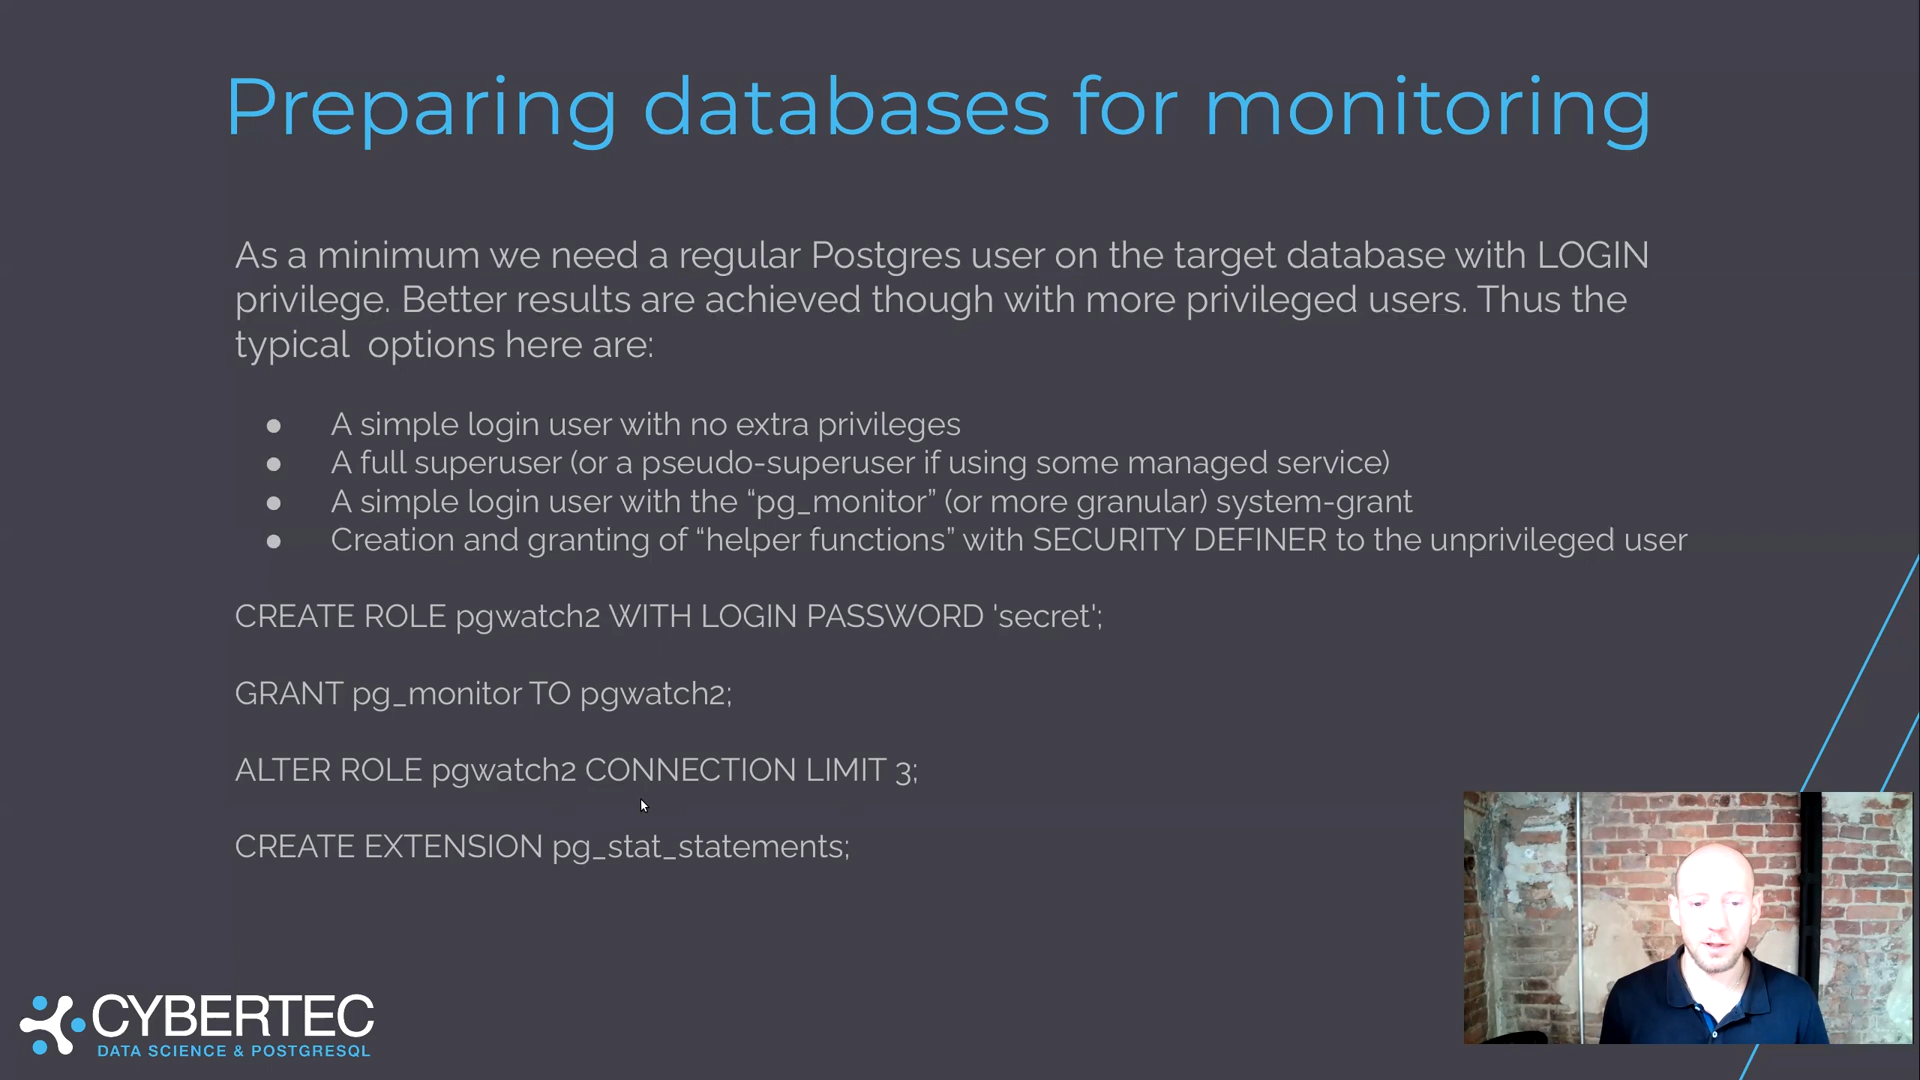 Preparing databases for monitoring
As a minimum we need a regular Postgres user on the target database with LOGIN
privilege. Better results are achieved though with more privileged users. Thus the
typical  options here are:
● A simple login user with no extra privileges
● A full superuser (or a pseudo-superuser if using some managed service)
● A simple login user with the “pg_monitor” (or more granular) system-grant
● Creation and granting of “helper functions” with SECURITY DEFINER to the unprivileged user
CREATE ROLE pgwatch2 WITH LOGIN PASSWORD 'secret';
GRANT pg_monitor TO pgwatch2;
ALTER ROLE pgwatch2 CONNECTION LIMIT 3;
CREATE EXTENSION pg_stat_statements;
CYBERTEC
DATA SCIENCE & POSTGRESQL